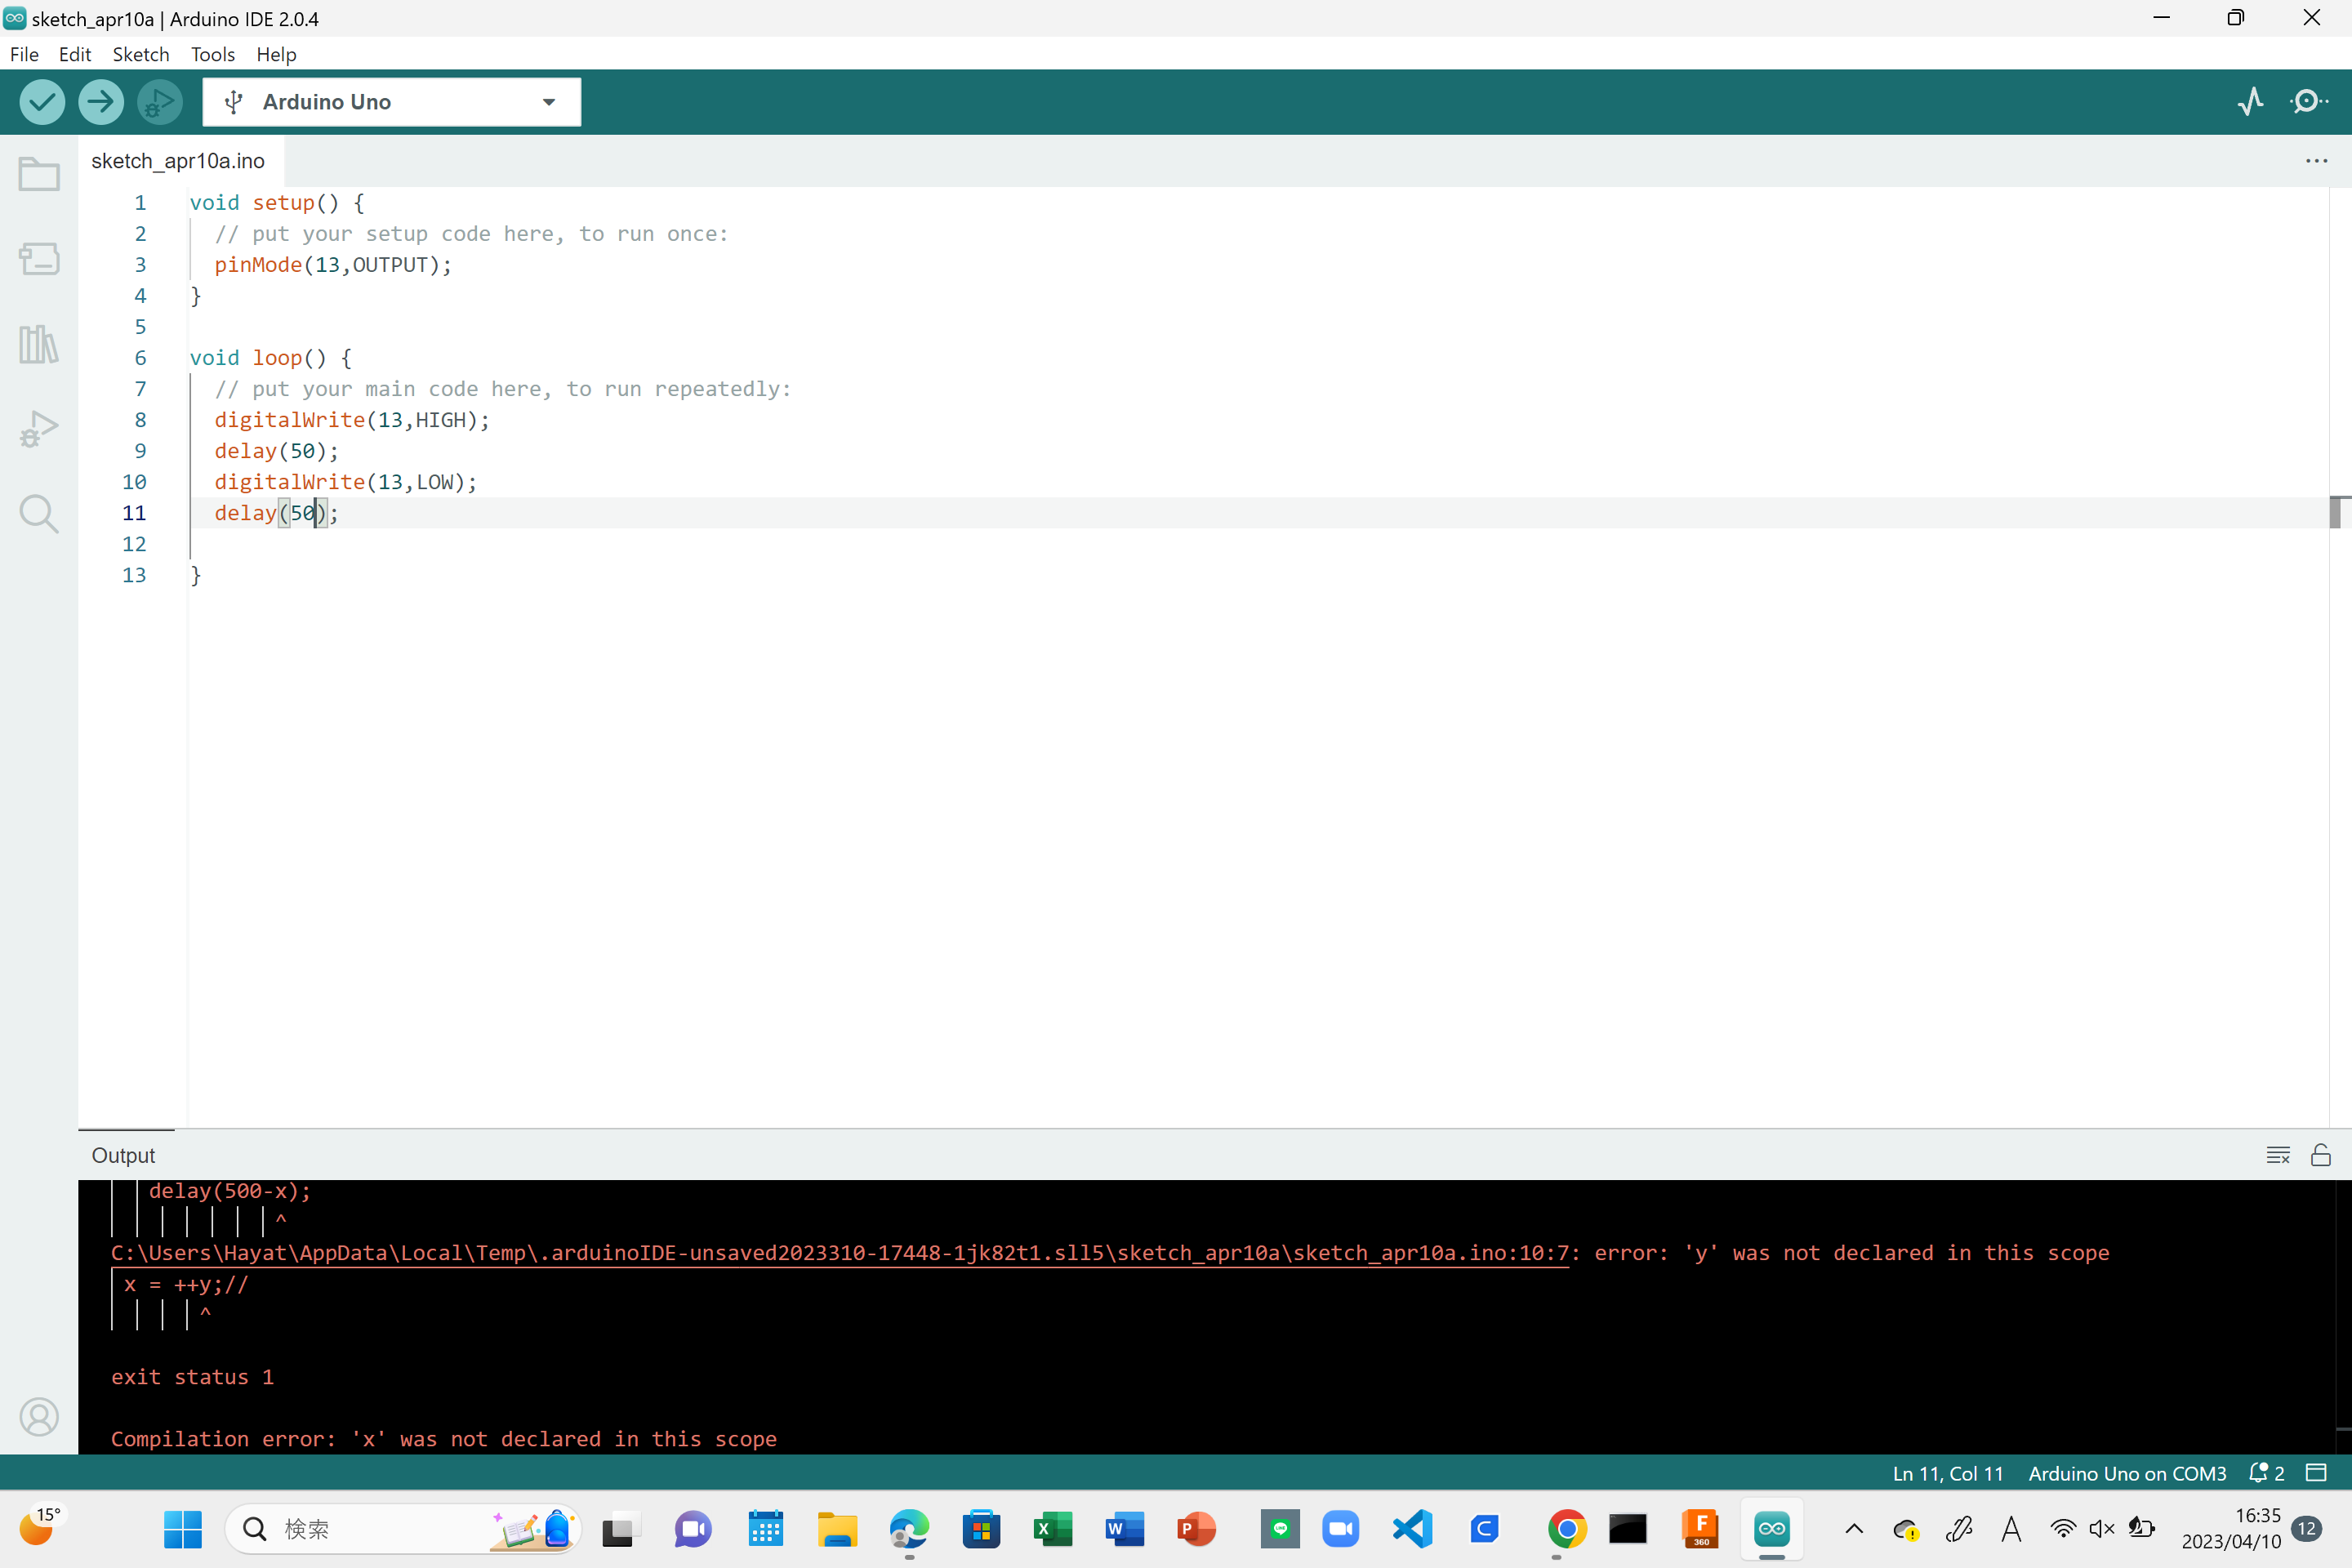 sketch_apr10a | Arduino IDE 2.0.4
File Edit Sketch Tools Help
Arduino Uno
sketch_apr10a.ino
1 void setup() {
2 // put your setup code here, to run once:
3 pinMode(13,OUTPUT);
4 }
5
6 void loop() {
7 // put your main code here, to run repeatedly:
8 digitalWrite(13,HIGH);
9 delay(50);
10 digitalWrite(13,LOW);
11 delay(50);
12
13 }
Output
delay(500-x);
^
C:\Users\Hayat\AppData\Local\Temp\.arduinoIDE-unsaved2023310-17448-1jk82t1.sll5\sketch_apr10a\sketch_apr10a.ino:10:7: error: 'y' was not declared in this scope
x = ++y;//
^
exit status 1
Compilation error: 'x' was not declared in this scope
Ln 11, Col 11 Arduino Uno on COM3 2
15°
検索
X
W
P
LINE
C
F
360
A
16:35
2023/04/10
12